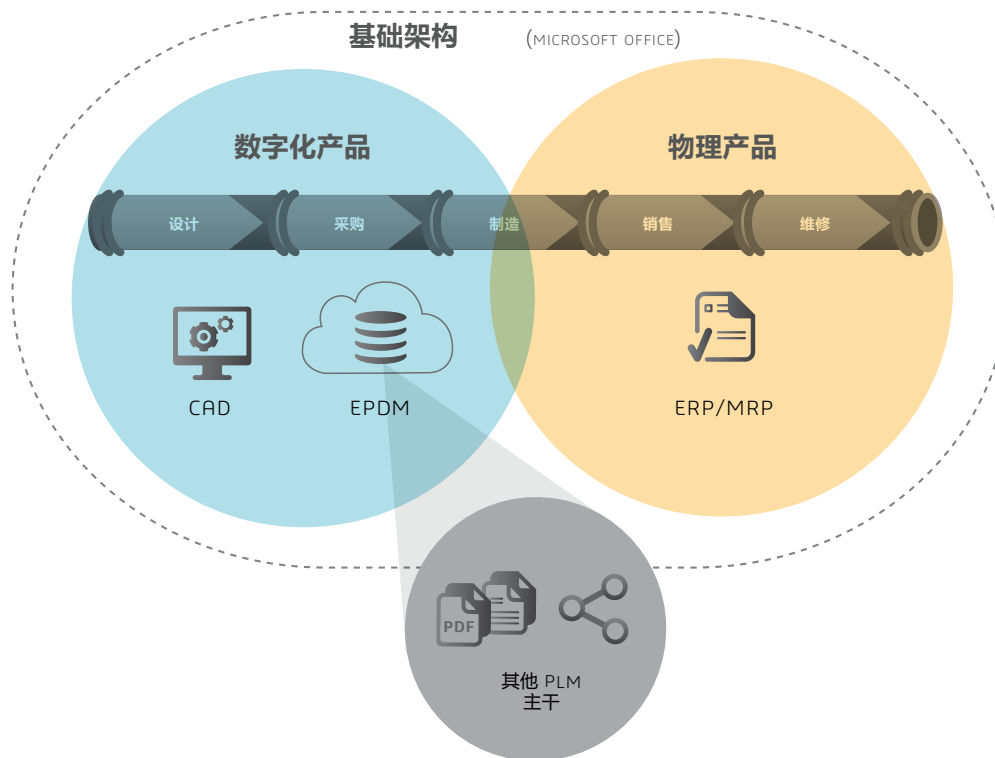 基础架构 (MICROSOFT OFFICE)
数字化产品 物理产品
设计 采购 制造 销售 维修
CAD EPDM ERP/MRP
PDF
其他 PLM
主干